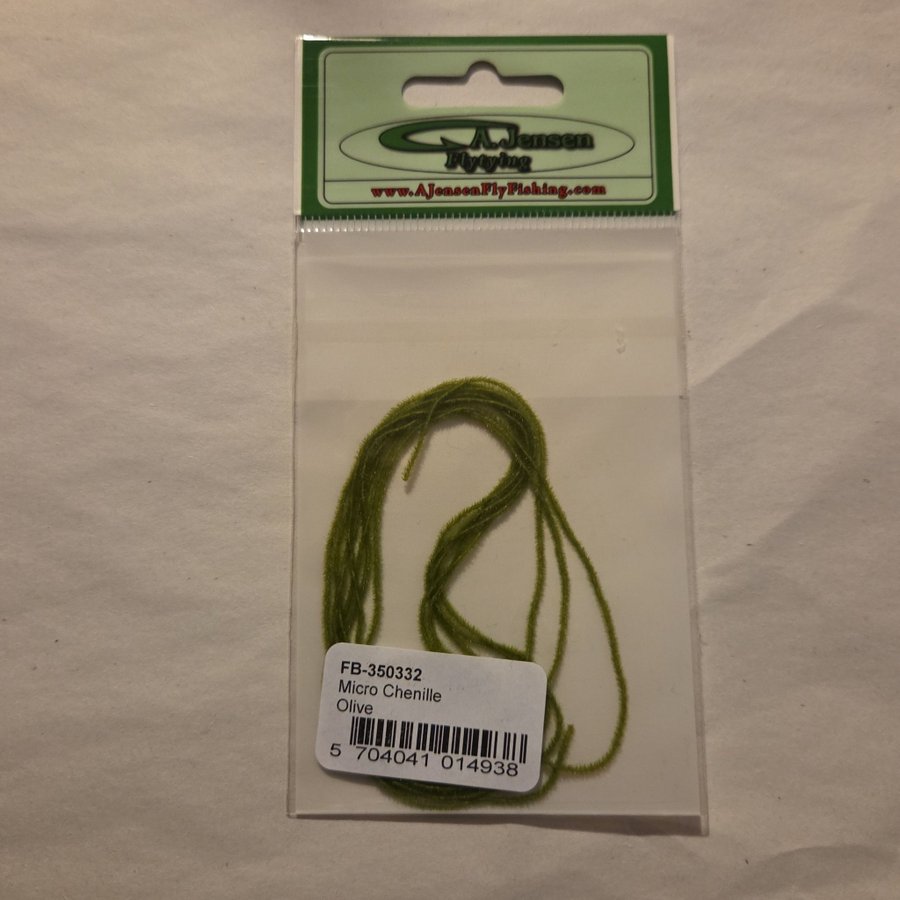 A.Jensen
Flytying
www.AJensenFlyFishing.com
FB-350332
Micro Chenille
Olive
5 704041 014938